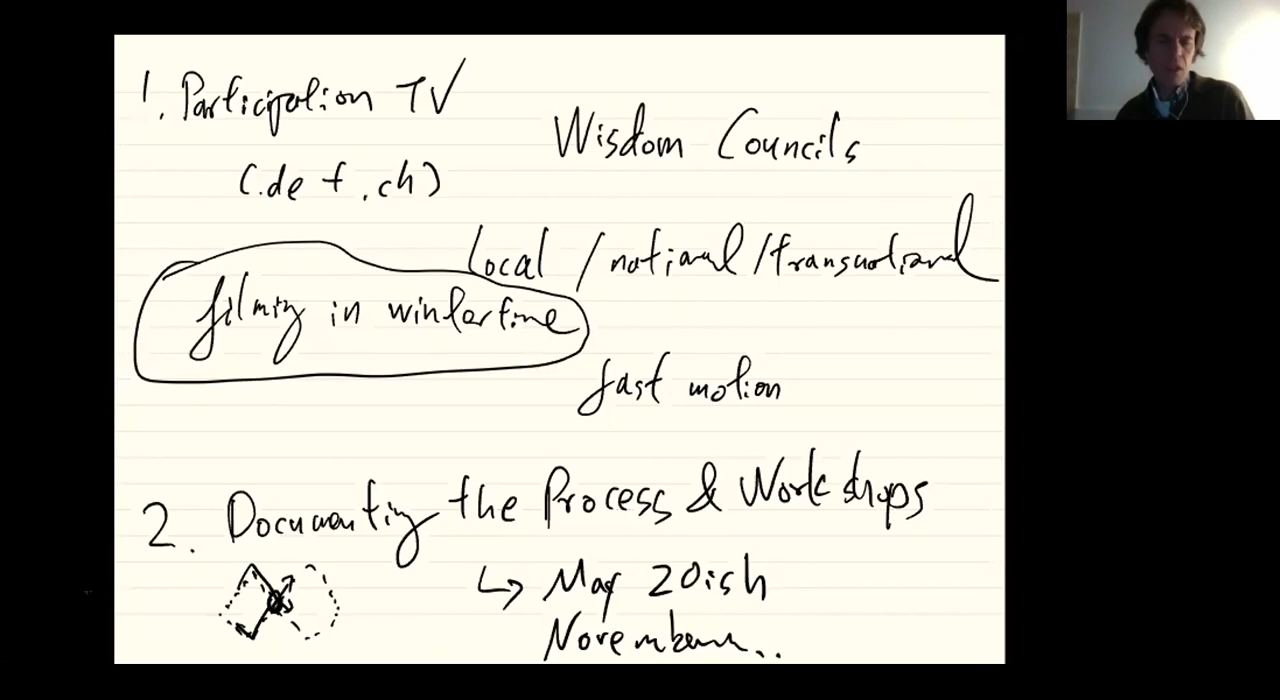 1. Participation TV
Wisdom Councils
(.de + .ch)
Local / national / transnational
filming in wintertime
fast motion
2. Documenting the Process & Workshops
↳ May 20ish
November..